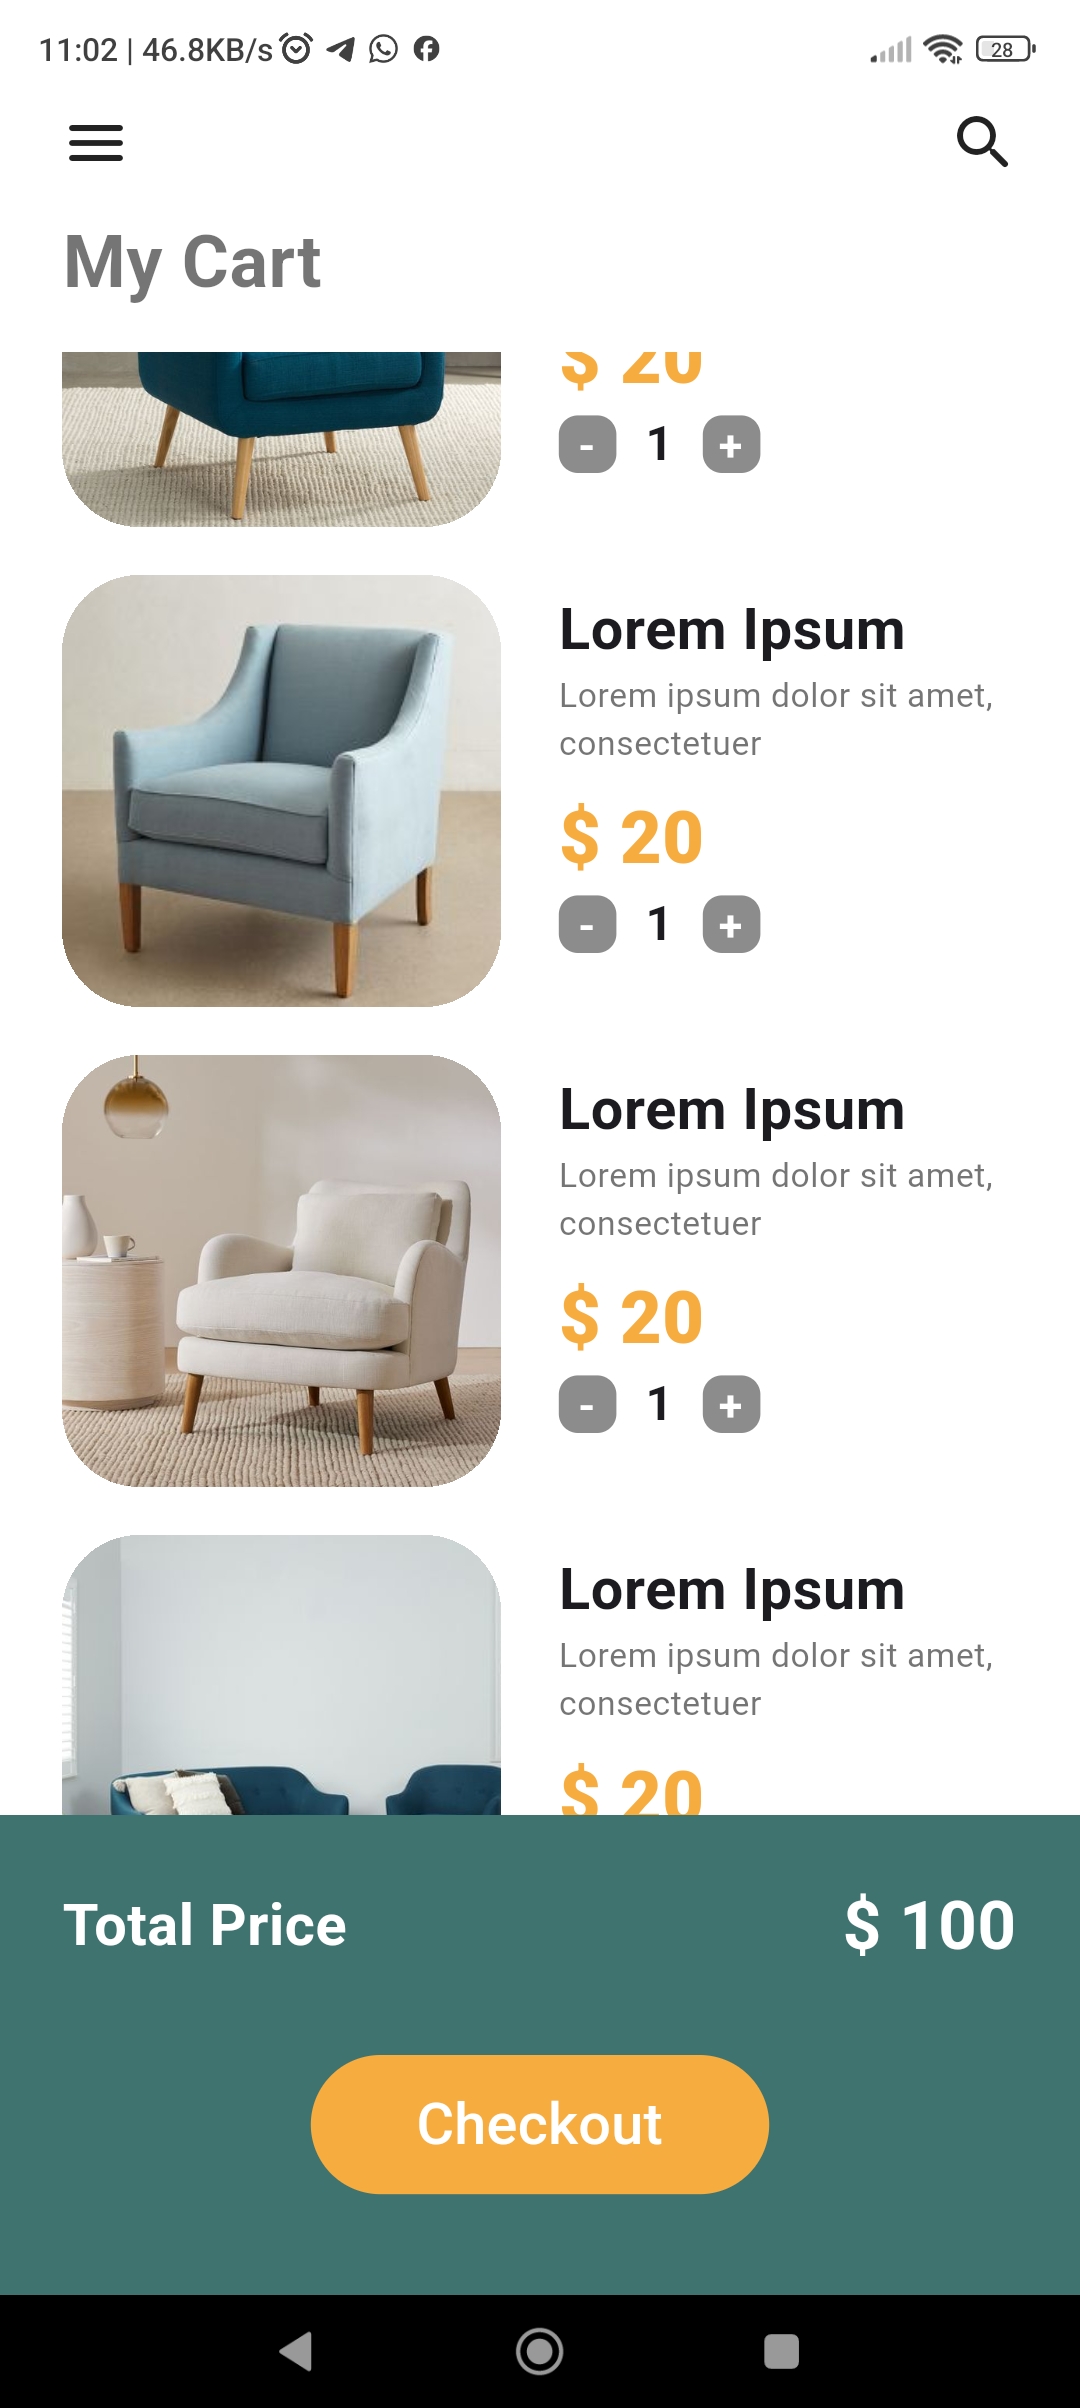 11:02 | 46.8KB/s
28
My Cart
$ 20
- 1 +
Lorem Ipsum
Lorem ipsum dolor sit amet,
consectetuer
$ 20
- 1 +
Lorem Ipsum
Lorem ipsum dolor sit amet,
consectetuer
$ 20
- 1 +
Lorem Ipsum
Lorem ipsum dolor sit amet,
consectetuer
$ 20
Total Price $ 100
Checkout